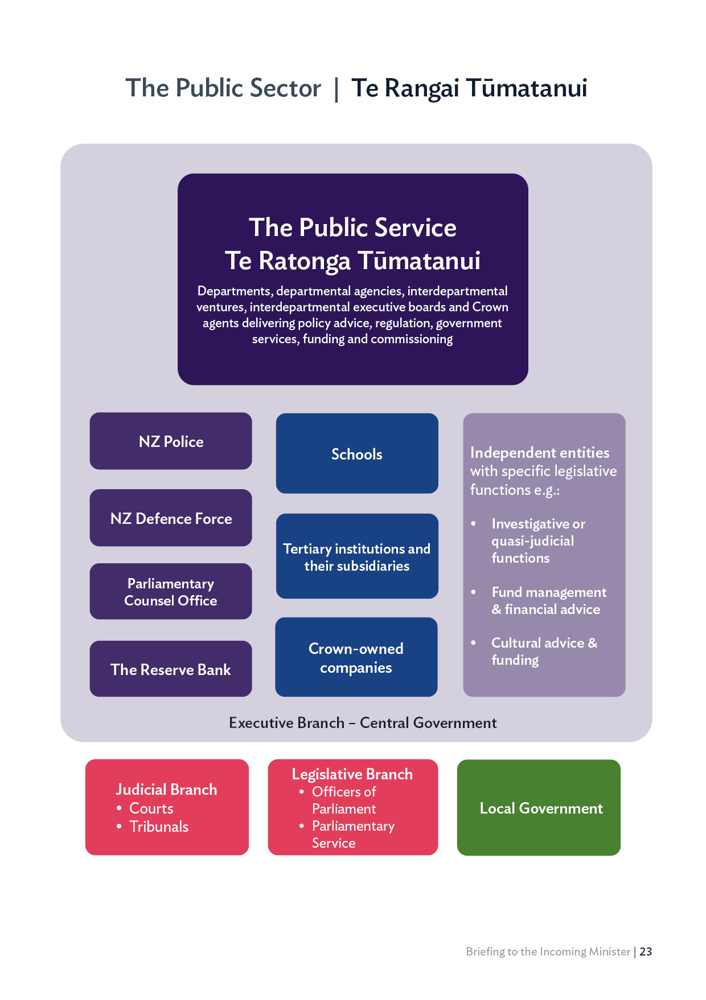 The Public Sector | Te Rangai Tūmatanui
The Public Service
Te Ratonga Tūmatanui
Departments, departmental agencies, interdepartmental
ventures, interdepartmental executive boards and Crown
agents delivering policy advice, regulation, government
services, funding and commissioning
NZ Police
NZ Defence Force
Parliamentary
Counsel Office
The Reserve Bank
Schools
Tertiary institutions and
their subsidiaries
Crown-owned
companies
Independent entities
with specific legislative
functions e.g.:
• Investigative or
quasi-judicial
functions
• Fund management
& financial advice
• Cultural advice &
funding
Executive Branch – Central Government
Judicial Branch
• Courts
• Tribunals
Legislative Branch
• Officers of
Parliament
• Parliamentary
Service
Local Government
Briefing to the Incoming Minister | 23